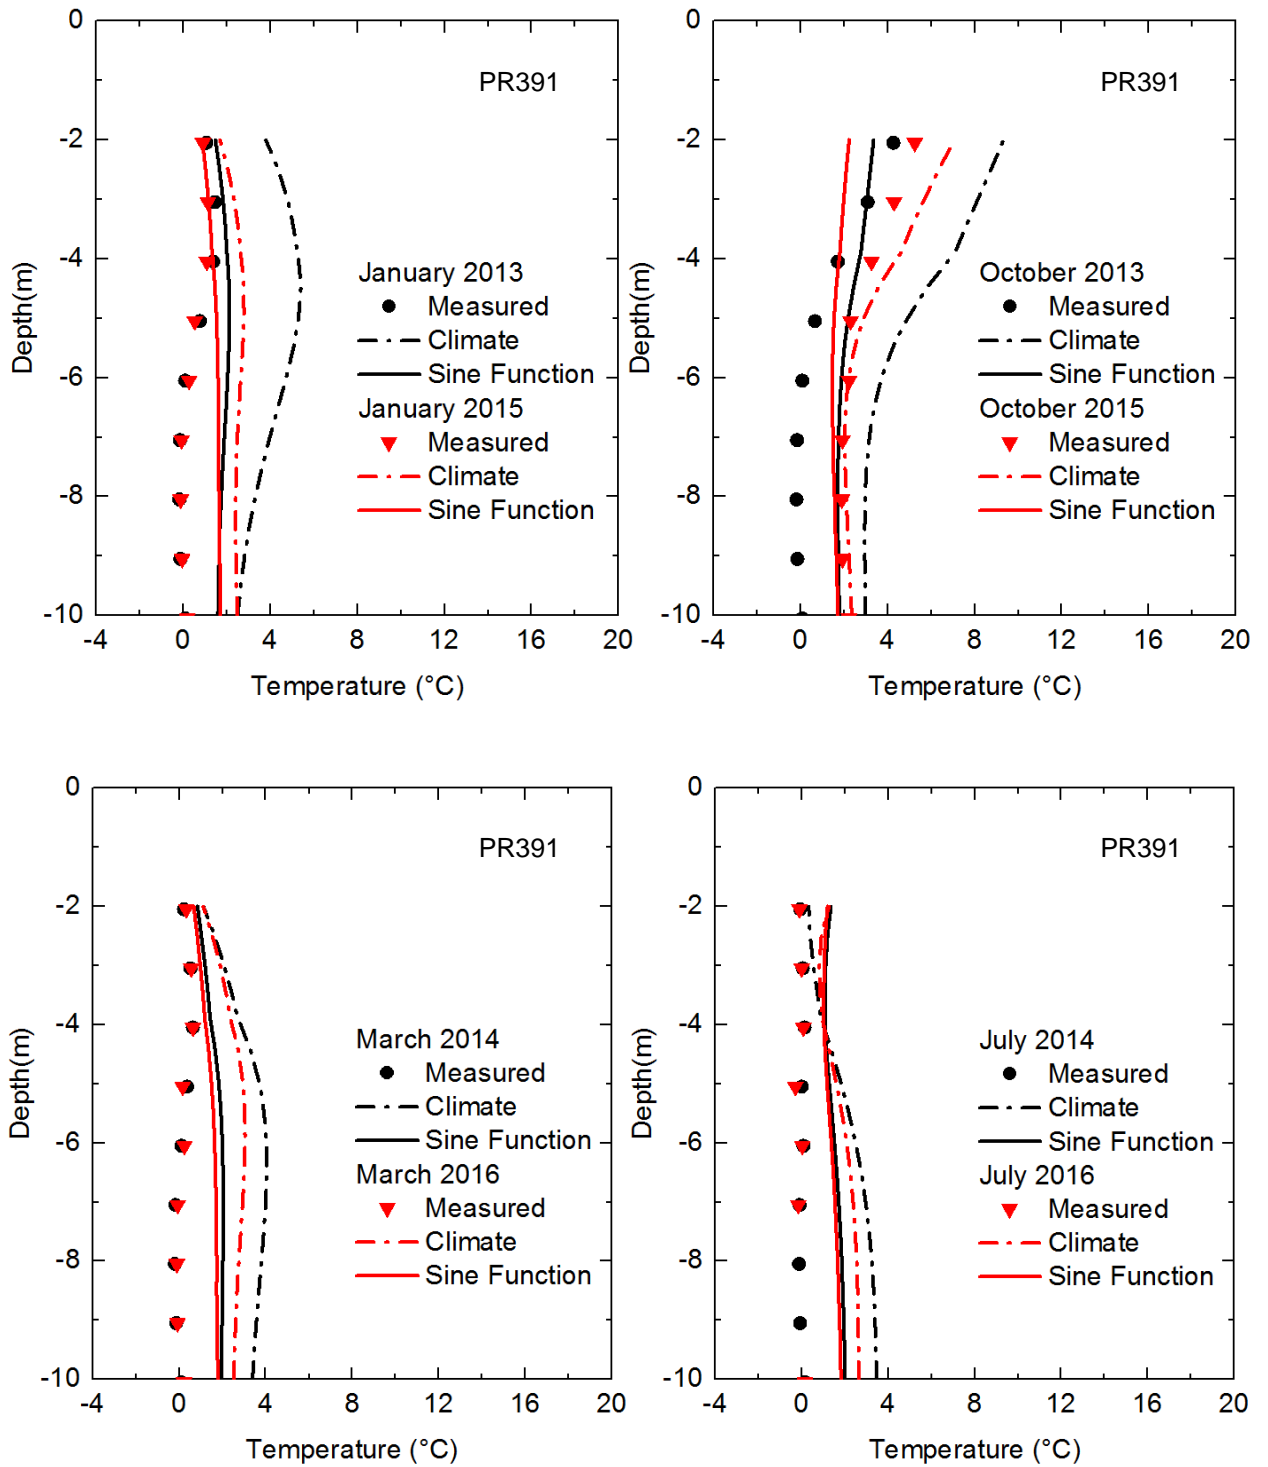 PR391
Depth(m)
0
-2
-4
-6
-8
-10
January 2013
Measured
Climate
Sine Function
January 2015
Measured
Climate
Sine Function
-4 0 4 8 12 16 20
Temperature (°C)
PR391
Depth(m)
0
-2
-4
-6
-8
-10
October 2013
Measured
Climate
Sine Function
October 2015
Measured
Climate
Sine Function
-4 0 4 8 12 16 20
Temperature (°C)
PR391
Depth(m)
0
-2
-4
-6
-8
-10
March 2014
Measured
Climate
Sine Function
March 2016
Measured
Climate
Sine Function
-4 0 4 8 12 16 20
Temperature (°C)
PR391
Depth(m)
0
-2
-4
-6
-8
-10
July 2014
Measured
Climate
Sine Function
July 2016
Measured
Climate
Sine Function
-4 0 4 8 12 16 20
Temperature (°C)